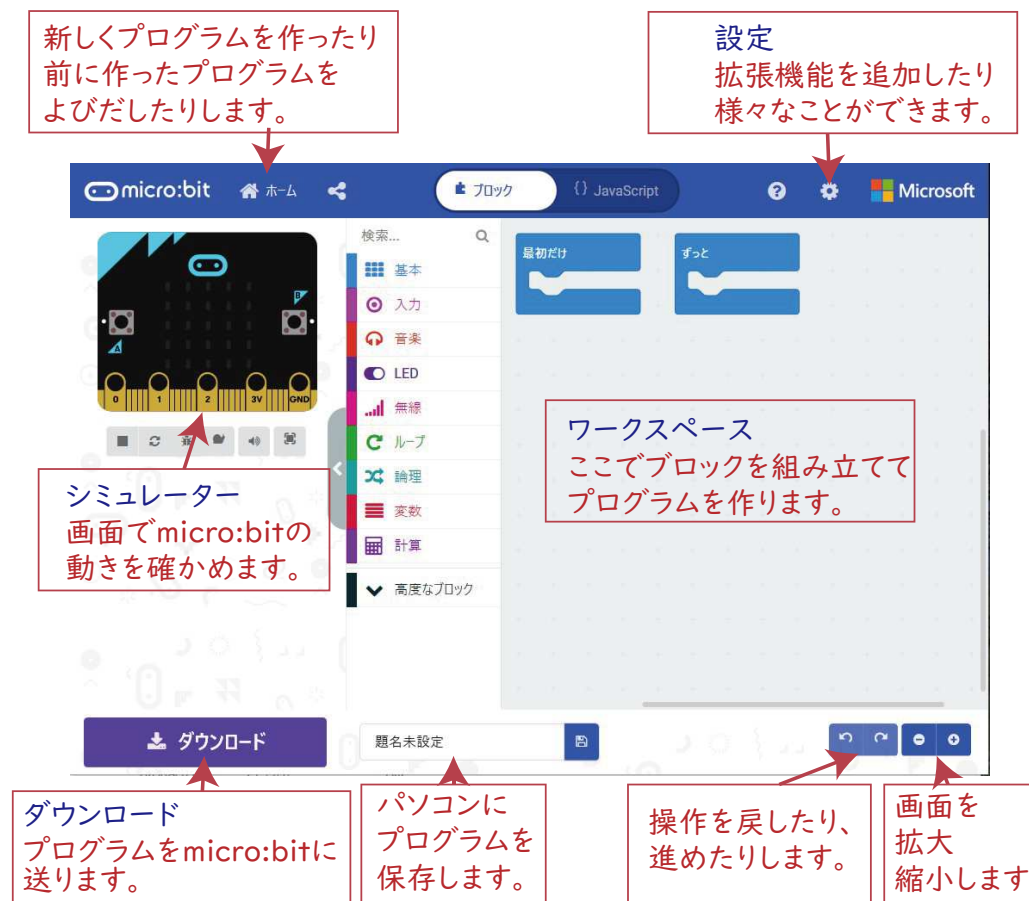 新しくプログラムを作ったり
前に作ったプログラムを
よびだしたりします。
設定
拡張機能を追加したり
様々なことができます。
micro:bit
ホーム
ブロック
{} JavaScript
Microsoft
検索...
基本
入力
音楽
LED
無線
ループ
論理
変数
計算
高度なブロック
B
A
0
1
2
3V
GND
最初だけ
ずっと
シミュレーター
画面でmicro:bitの
動きを確かめます。
ワークスペース
ここでブロックを組み立てて
プログラムを作ります。
ダウンロード
題名未設定
ダウンロード
プログラムをmicro:bitに
送ります。
パソコンに
プログラムを
保存します。
操作を戻したり、
進めたりします。
画面を
拡大
縮小します